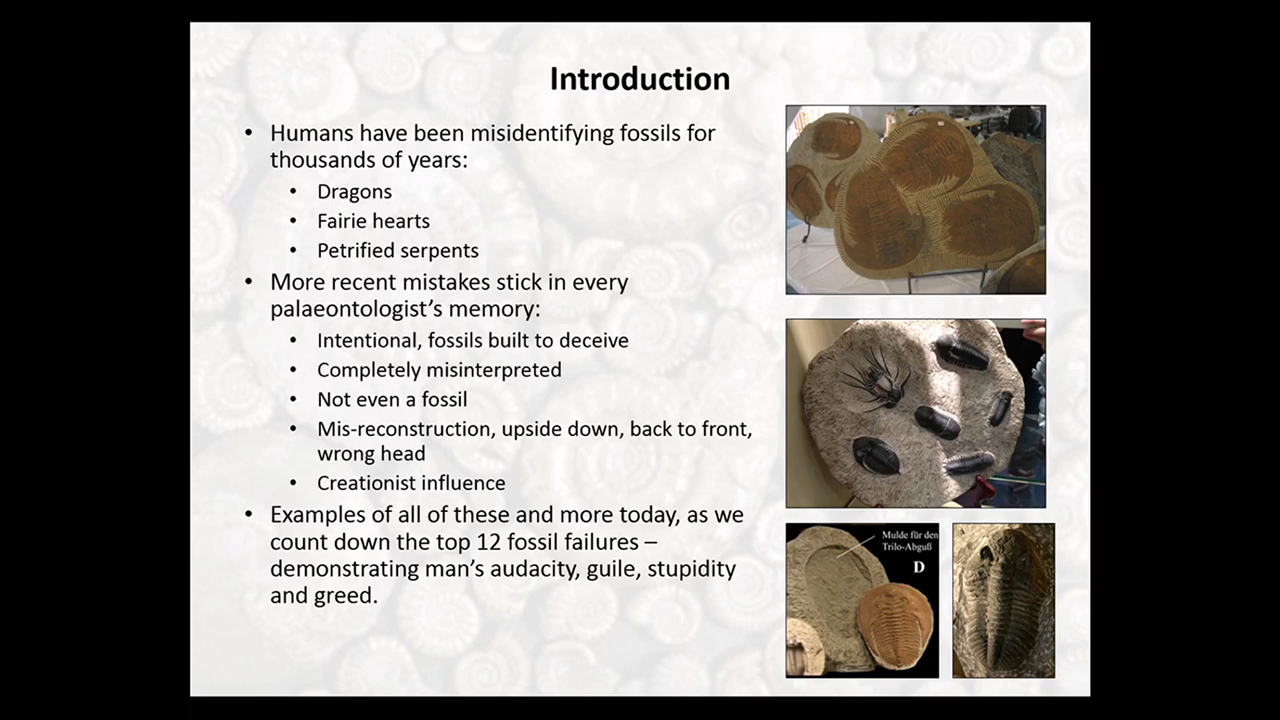 Introduction
• Humans have been misidentifying fossils for
thousands of years:
• Dragons
• Fairie hearts
• Petrified serpents
• More recent mistakes stick in every
palaeontologist’s memory:
• Intentional, fossils built to deceive
• Completely misinterpreted
• Not even a fossil
• Mis-reconstruction, upside down, back to front,
wrong head
• Creationist influence
• Examples of all of these and more today, as we
count down the top 12 fossil failures –
demonstrating man’s audacity, guile, stupidity
and greed.
Mulde für den
Trilo-Abguß
D